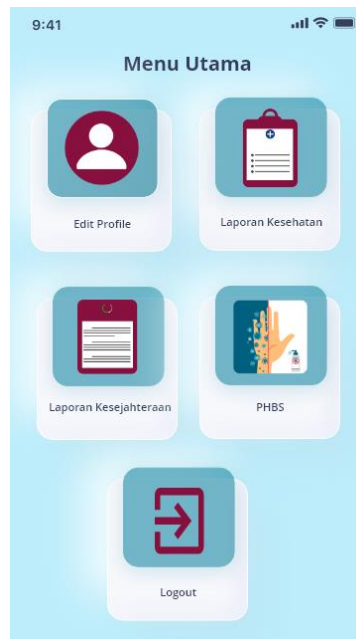 9:41
Menu Utama
Edit Profile
Laporan Kesehatan
Laporan Kesejahteraan
PHBS
Logout